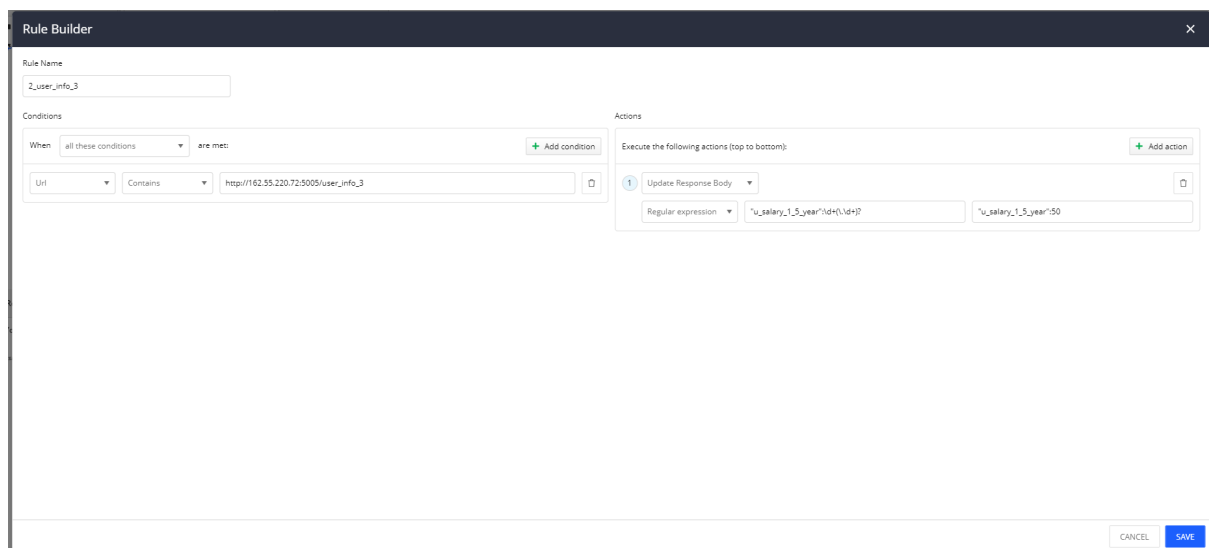 Rule Builder
Rule Name
2_user_info_3
Conditions
When all these conditions are met: + Add condition
Url Contains http://162.55.220.72:5005/user_info_3
Actions
Execute the following actions (top to bottom): + Add action
1 Update Response Body
Regular expression "u_salary_1_5_year":\d+(\.\d+)? "u_salary_1_5_year":50
CANCEL SAVE